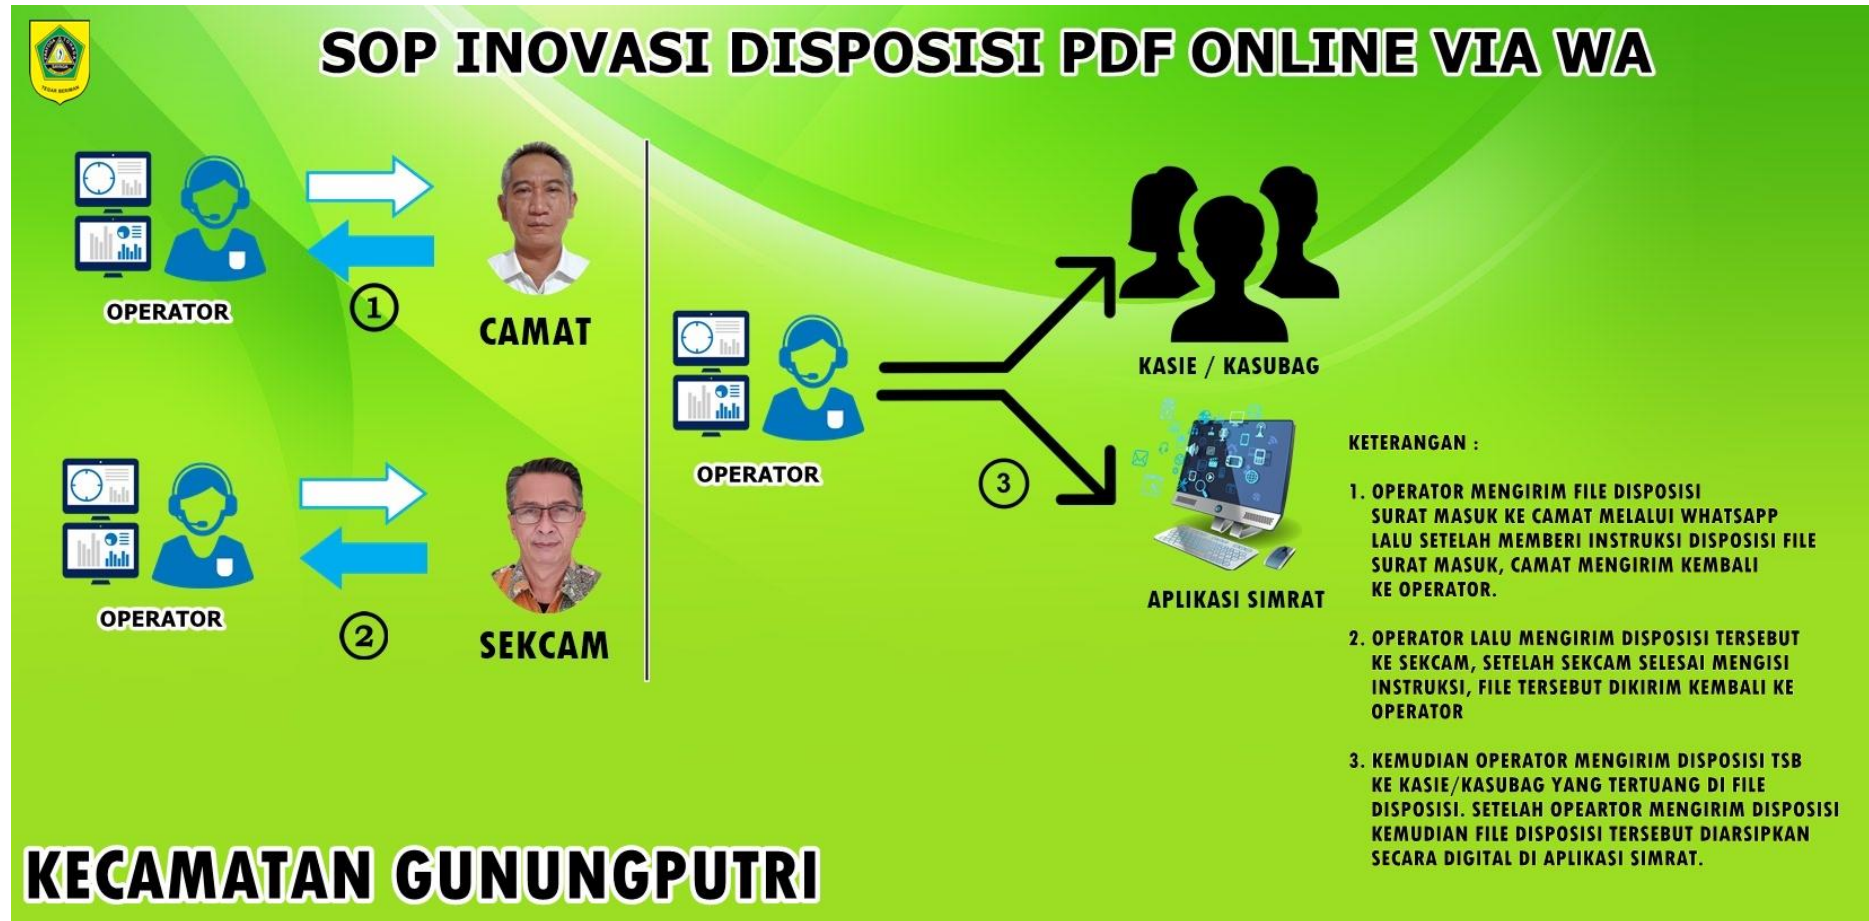 SOP INOVASI DISPOSISI PDF ONLINE VIA WA
TEGAR BERIMAN
OPERATOR
1
CAMAT
OPERATOR
2
SEKCAM
OPERATOR
3
KASIE / KASUBAG
APLIKASI SIMRAT
KETERANGAN :
1. OPERATOR MENGIRIM FILE DISPOSISI
SURAT MASUK KE CAMAT MELALUI WHATSAPP
LALU SETELAH MEMBERI INSTRUKSI DISPOSISI FILE
SURAT MASUK, CAMAT MENGIRIM KEMBALI
KE OPERATOR.
2. OPERATOR LALU MENGIRIM DISPOSISI TERSEBUT
KE SEKCAM, SETELAH SEKCAM SELESAI MENGISI
INSTRUKSI, FILE TERSEBUT DIKIRIM KEMBALI KE
OPERATOR
3. KEMUDIAN OPERATOR MENGIRIM DISPOSISI TSB
KE KASIE/KASUBAG YANG TERTUANG DI FILE
DISPOSISI. SETELAH OPEARTOR MENGIRIM DISPOSISI
KEMUDIAN FILE DISPOSISI TERSEBUT DIARSIPKAN
SECARA DIGITAL DI APLIKASI SIMRAT.
KECAMATAN GUNUNGPUTRI